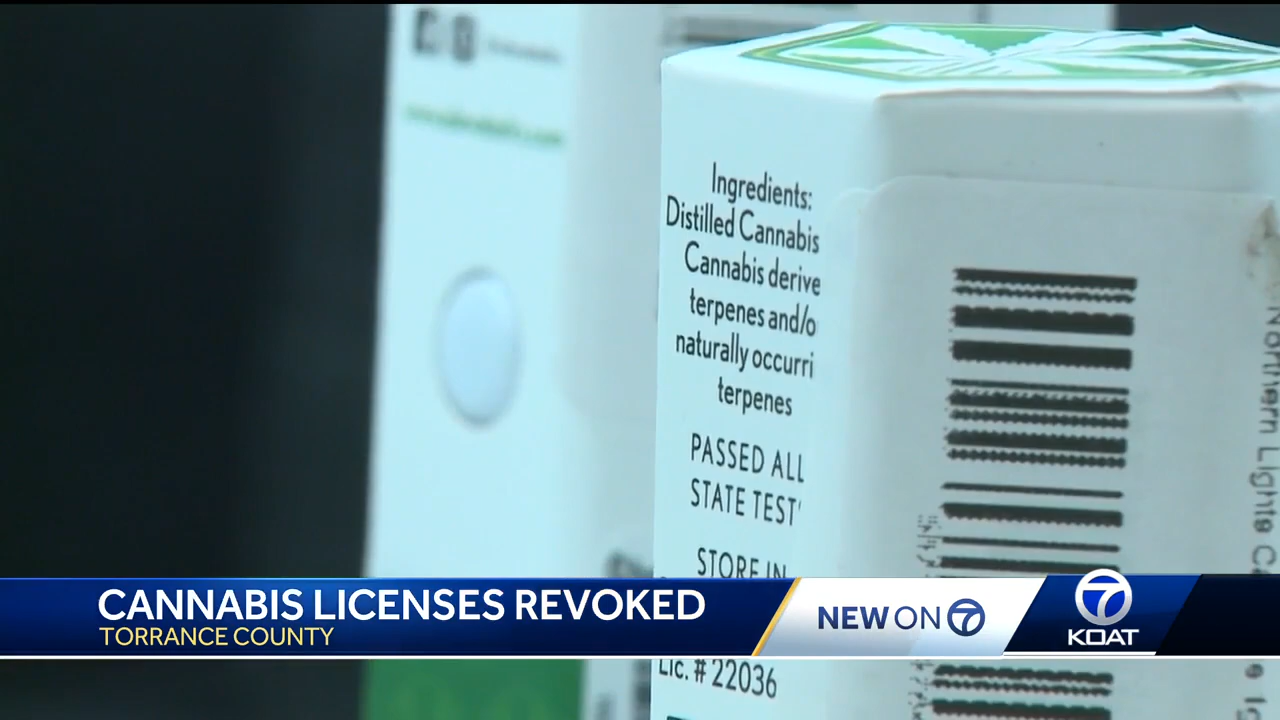 Ingredients:
Distilled Cannabis
Cannabis derive
terpenes and/o
naturally occurri
terpenes
PASSED ALL
STATE TEST
STORE IN
Lic. # 22036
Northern Lights
CANNABIS LICENSES REVOKED
TORRANCE COUNTY
NEW ON 7
7
KOAT